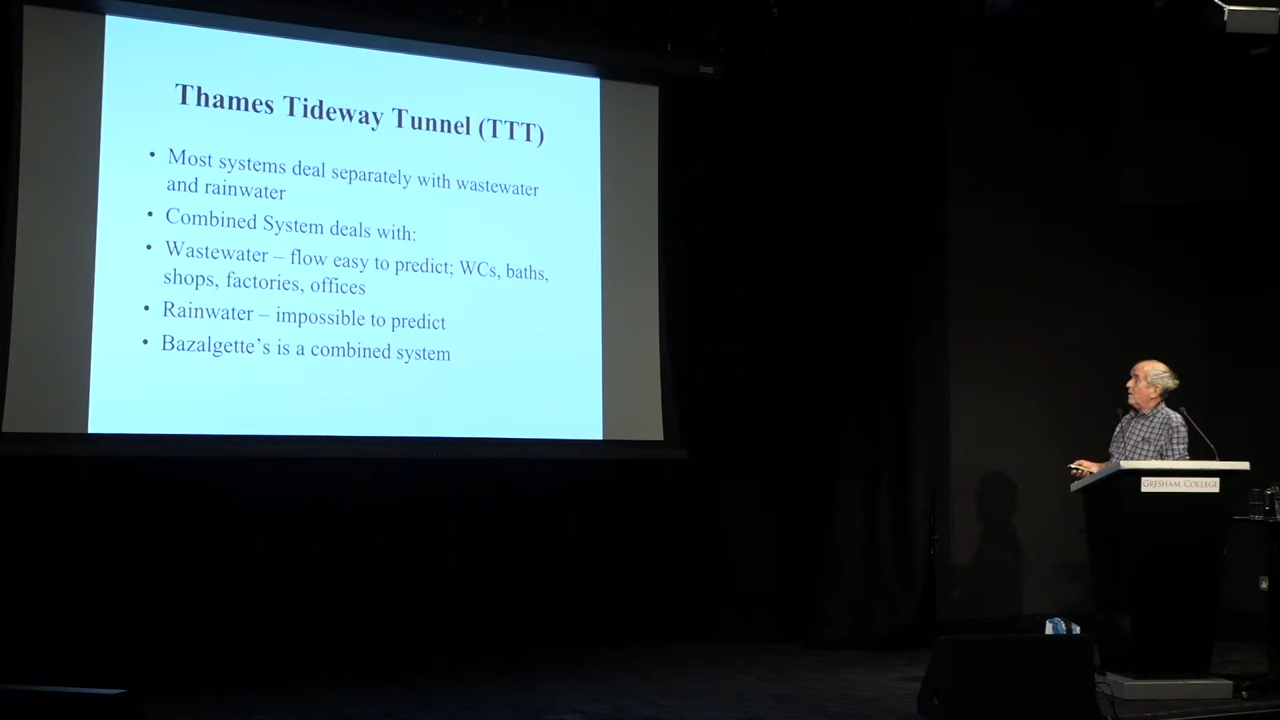 Thames Tideway Tunnel (TTT)
• Most systems deal separately with wastewater
and rainwater
• Combined System deals with:
• Wastewater – flow easy to predict; WCs, baths,
shops, factories, offices
• Rainwater – impossible to predict
• Bazalgette's is a combined system
GRESHAM COLLEGE